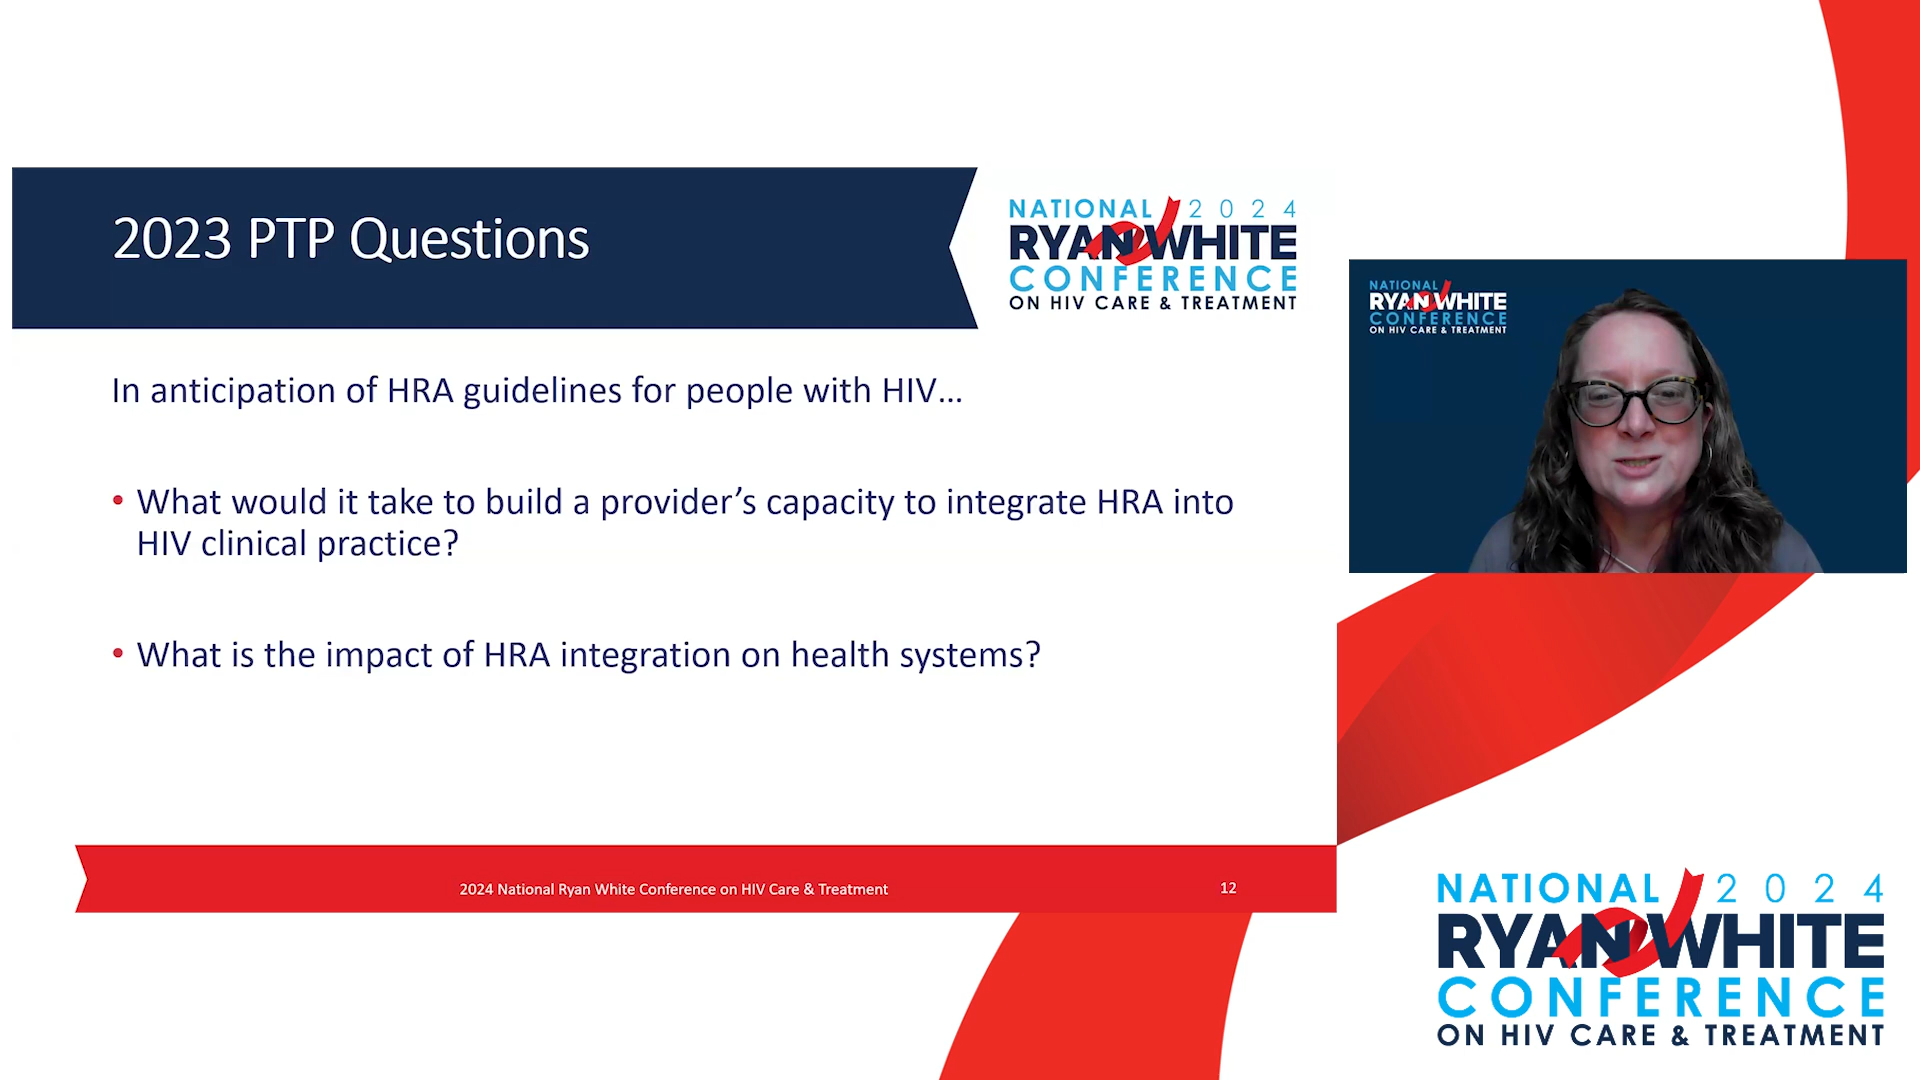 2023 PTP Questions
NATIONAL 2024
RYAN WHITE
CONFERENCE
ON HIV CARE & TREATMENT
In anticipation of HRA guidelines for people with HIV…
• What would it take to build a provider’s capacity to integrate HRA into
HIV clinical practice?
• What is the impact of HRA integration on health systems?
2024 National Ryan White Conference on HIV Care & Treatment
12
NATIONAL
RYAN WHITE
CONFERENCE
ON HIV CARE & TREATMENT
NATIONAL 2024
RYAN WHITE
CONFERENCE
ON HIV CARE & TREATMENT